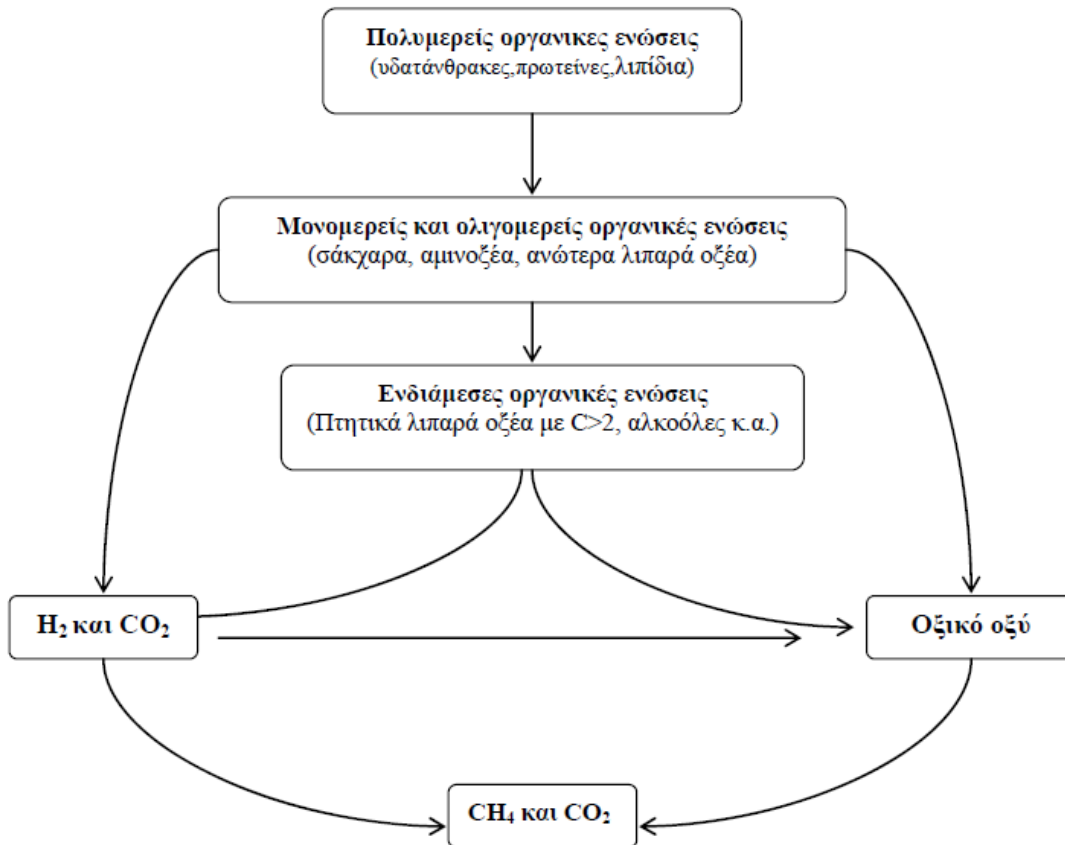 Πολυμερείς οργανικες ενώσεις
(υδατάνθρακες,πρωτείνες,λιπίδια)
Μονομερείς και ολιγομερείς οργανικές ενώσεις
(σάκχαρα, αμινοξέα, ανώτερα λιπαρά οξέα)
Ενδιάμεσες οργανικές ενώσεις
(Πτητικά λιπαρά οξέα με C>2, αλκοόλες κ.α.)
H₂ και CO₂
Οξικό οξύ
CH₄ και CO₂